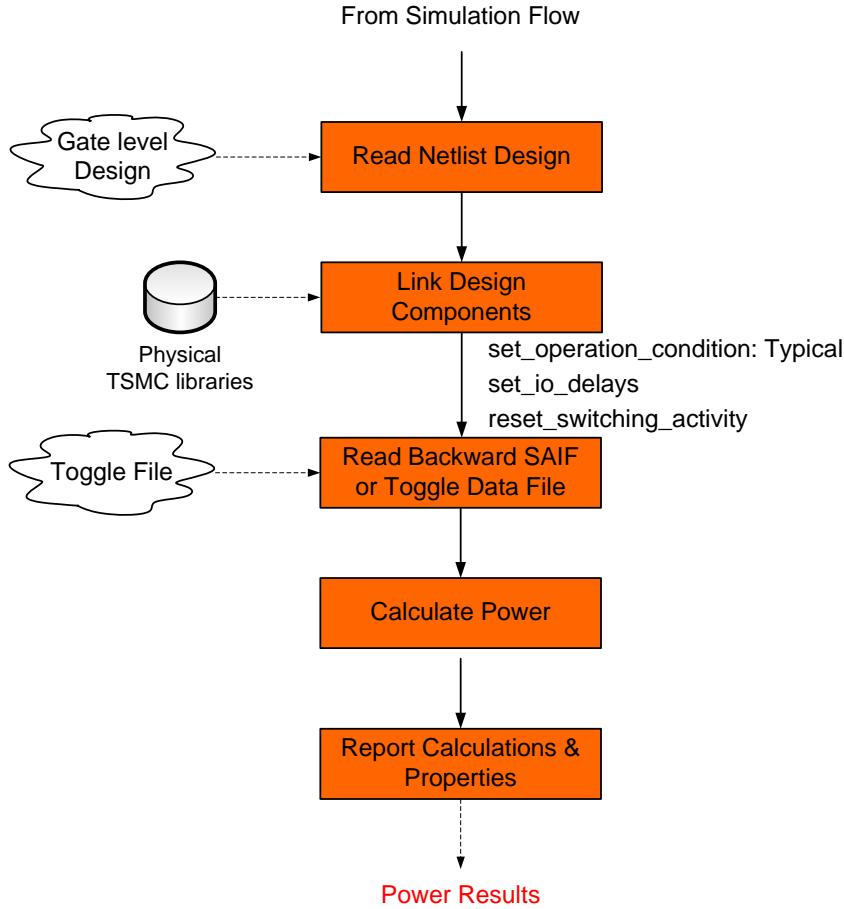 From Simulation Flow
Gate level
Design
Read Netlist Design
Link Design
Components
Physical
TSMC libraries
set_operation_condition: Typical
set_io_delays
reset_switching_activity
Toggle File
Read Backward SAIF
or Toggle Data File
Calculate Power
Report Calculations &
Properties
Power Results